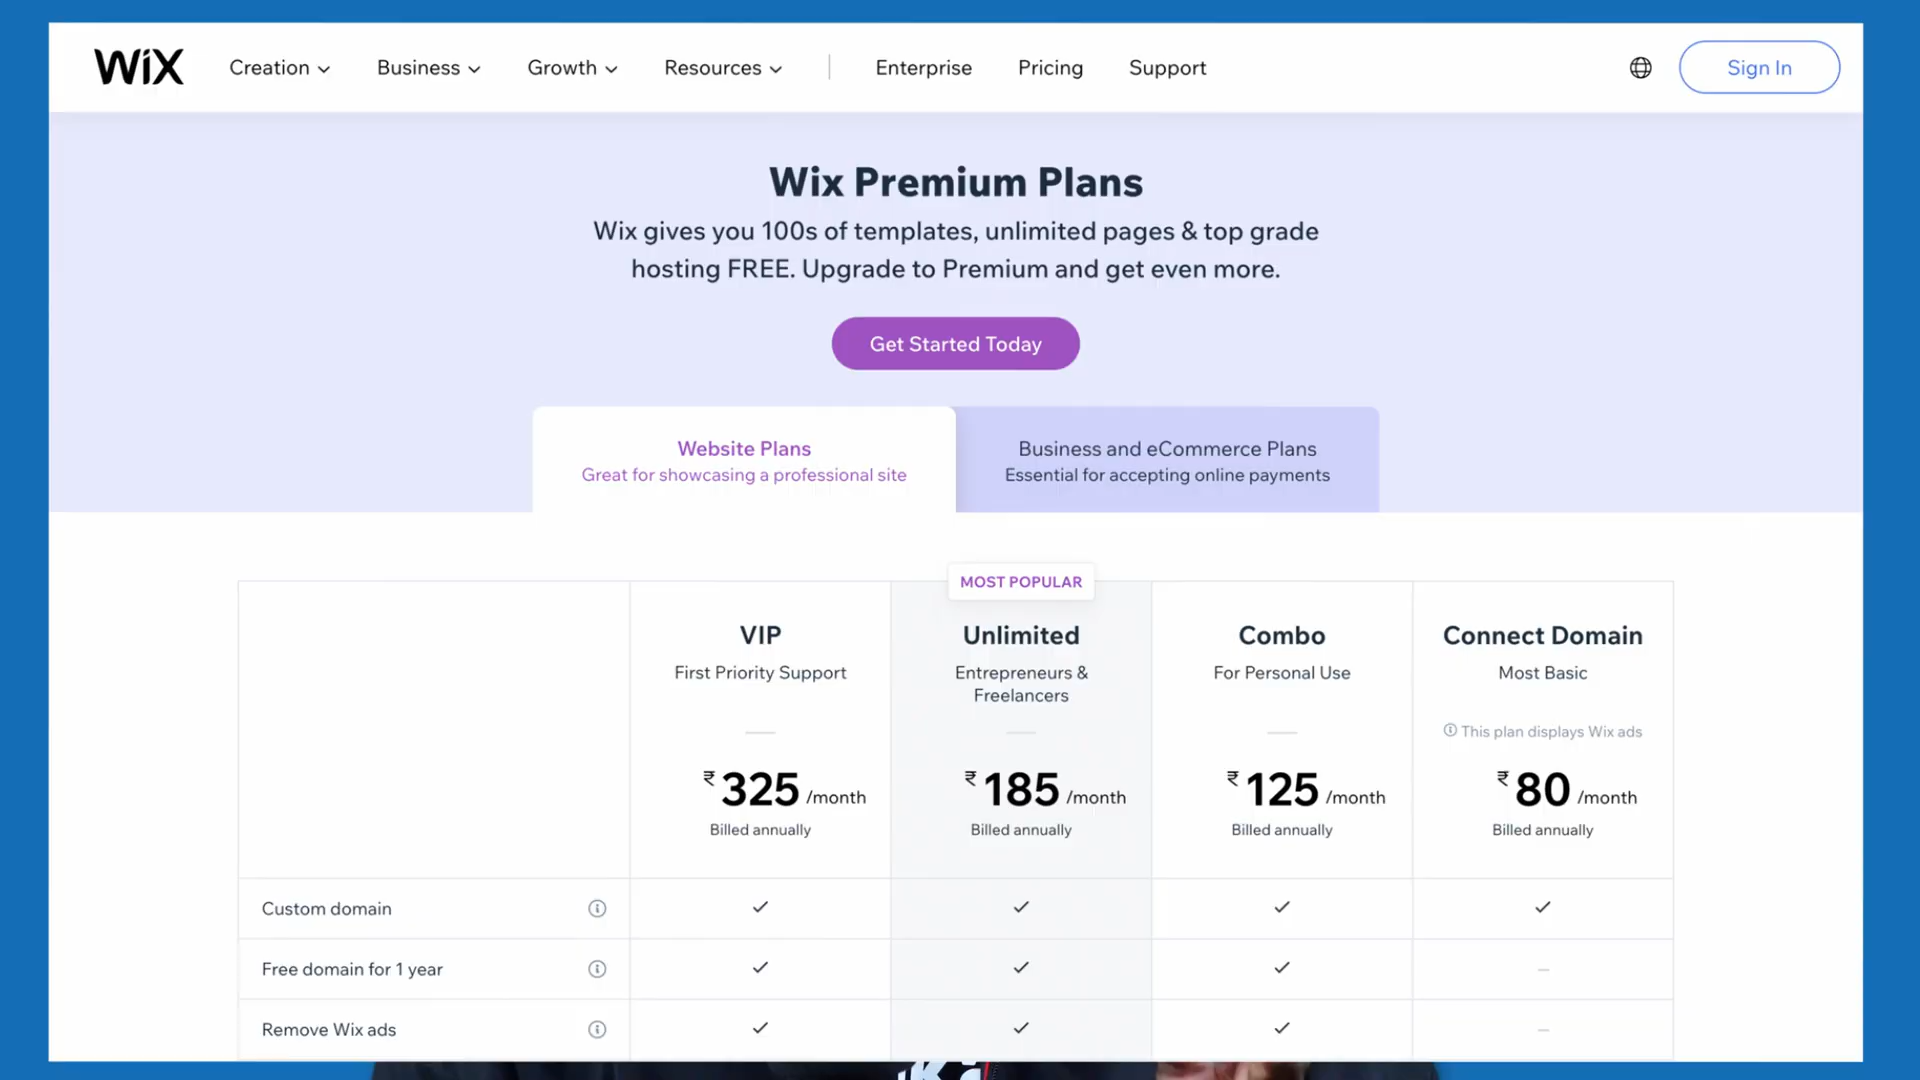 WiX
Creation
Business
Growth
Resources
Enterprise
Pricing
Support
Sign In
Wix Premium Plans
Wix gives you 100s of templates, unlimited pages & top grade
hosting FREE. Upgrade to Premium and get even more.
Get Started Today
Website Plans
Great for showcasing a professional site
Business and eCommerce Plans
Essential for accepting online payments
MOST POPULAR
VIP
First Priority Support
₹325 /month
Billed annually
Unlimited
Entrepreneurs &
Freelancers
₹185 /month
Billed annually
Combo
For Personal Use
₹125 /month
Billed annually
Connect Domain
Most Basic
This plan displays Wix ads
₹80 /month
Billed annually
Custom domain
Free domain for 1 year
Remove Wix ads